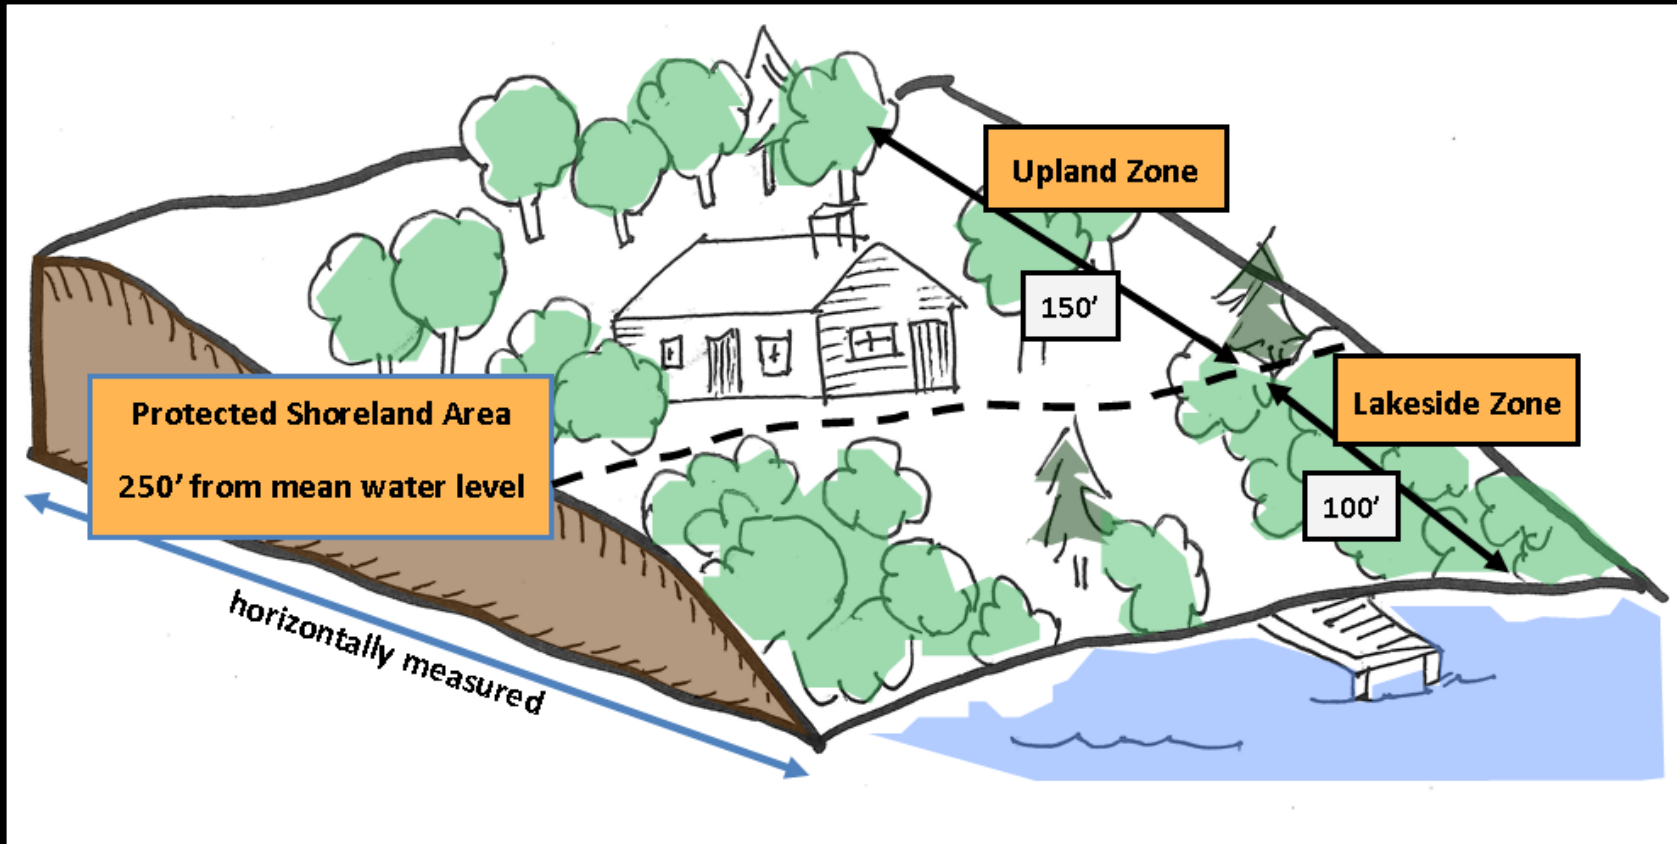 Upland Zone
150’
Lakeside Zone
100’
Protected Shoreland Area
250’ from mean water level
horizontally measured